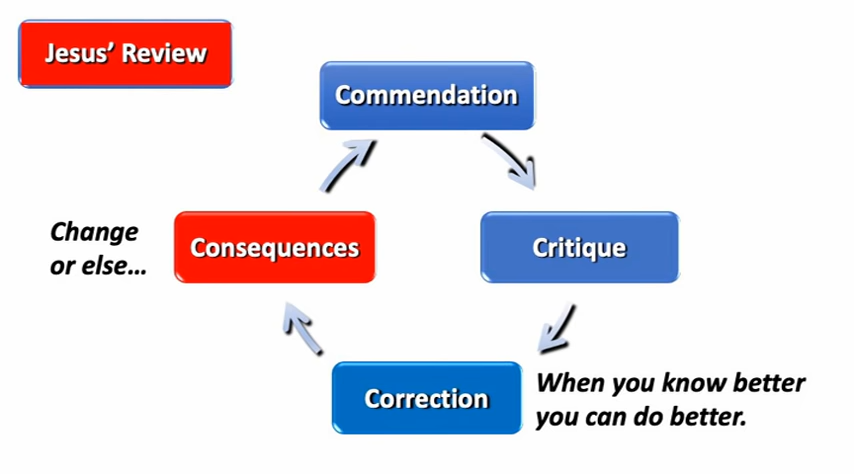 Jesus’ Review
Commendation
Change
or else…
Consequences
Critique
Correction
When you know better
you can do better.